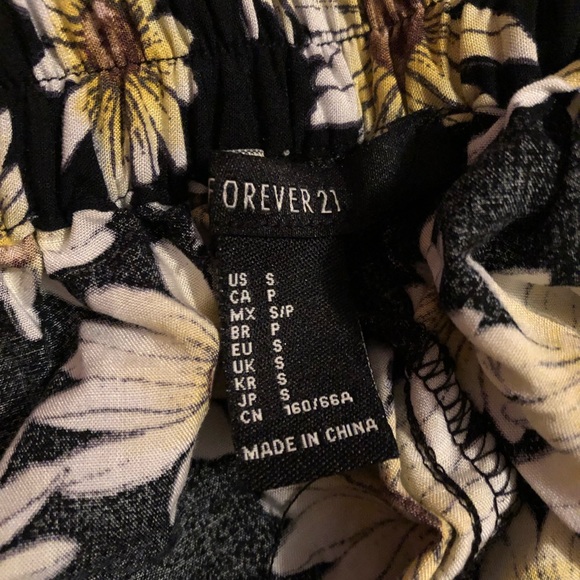 FOREVER 21
US S
CA P
MX S/P
BR P
EU S
UK S
KR S
JP S
CN 160/66A
MADE IN CHINA